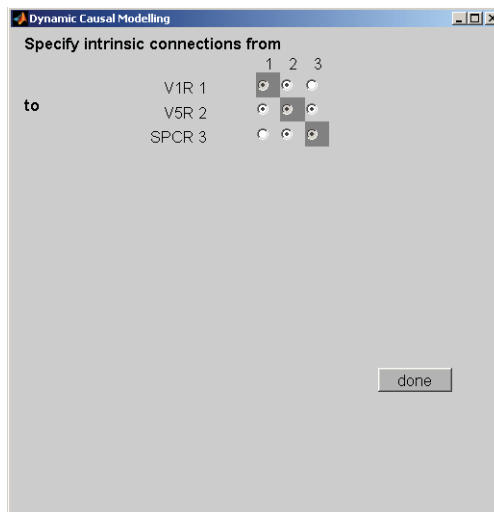 Dynamic Causal Modelling
Specify intrinsic connections from
1 2 3
V1R 1
to
V5R 2
SPCR 3
done